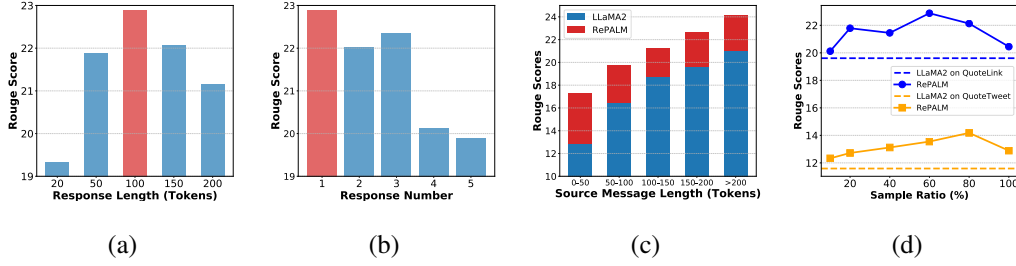 Rouge Score
23
22
21
20
19
20 50 100 150 200
Response Length (Tokens)
(a)
Rouge Score
23
22
21
20
19
1 2 3 4 5
Response Number
(b)
Rouge Scores
24
22
20
18
16
14
12
10
LLaMA2
RePALM
0-50 50-100 100-150 150-200 >200
Source Message Length (Tokens)
(c)
Rouge Scores
22
20
18
16
14
12
LLaMA2 on QuoteLink
RePALM
LLaMA2 on QuoteTweet
RePALM
20 40 60 80 100
Sample Ratio (%)
(d)